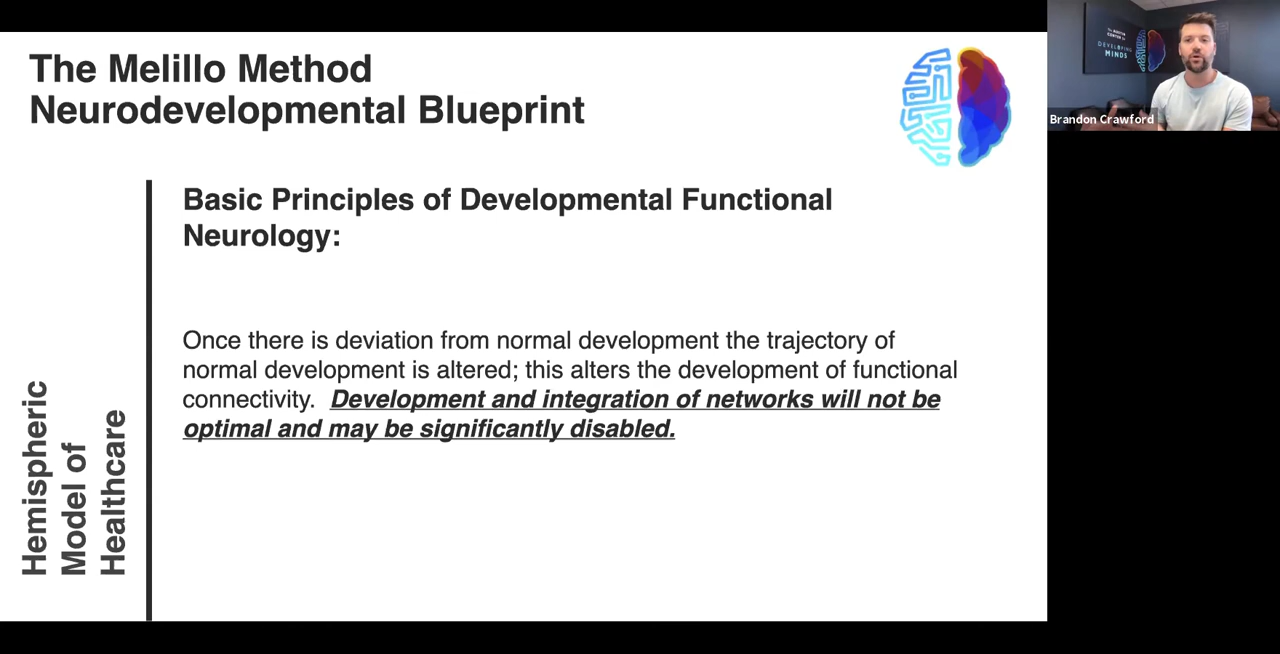 The Melillo Method
Neurodevelopmental Blueprint
Basic Principles of Developmental Functional
Neurology:
Once there is deviation from normal development the trajectory of
normal development is altered; this alters the development of functional
connectivity. Development and integration of networks will not be
optimal and may be significantly disabled.
Hemispheric
Model of
Healthcare
DEVELOPING
MINDS
Brandon Crawford